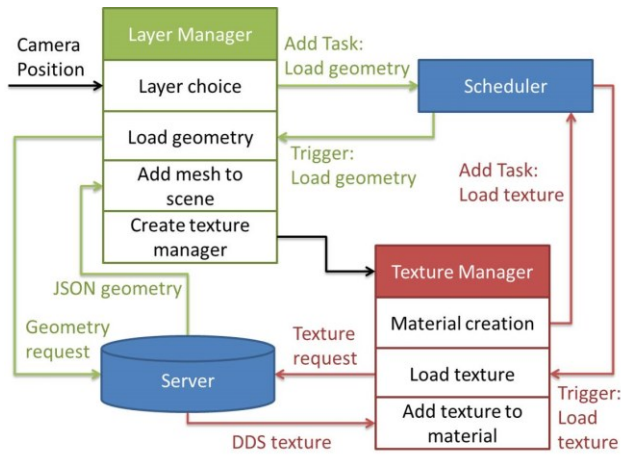 Layer Manager
Camera
Position
Layer choice
Add Task:
Load geometry
Scheduler
Load geometry
Trigger:
Load geometry
Add mesh to
scene
Add Task:
Load texture
Create texture
manager
Texture Manager
JSON geometry
Geometry
request
Material creation
Texture
request
Server
Load texture
Trigger:
Load
texture
Add texture to
material
DDS texture